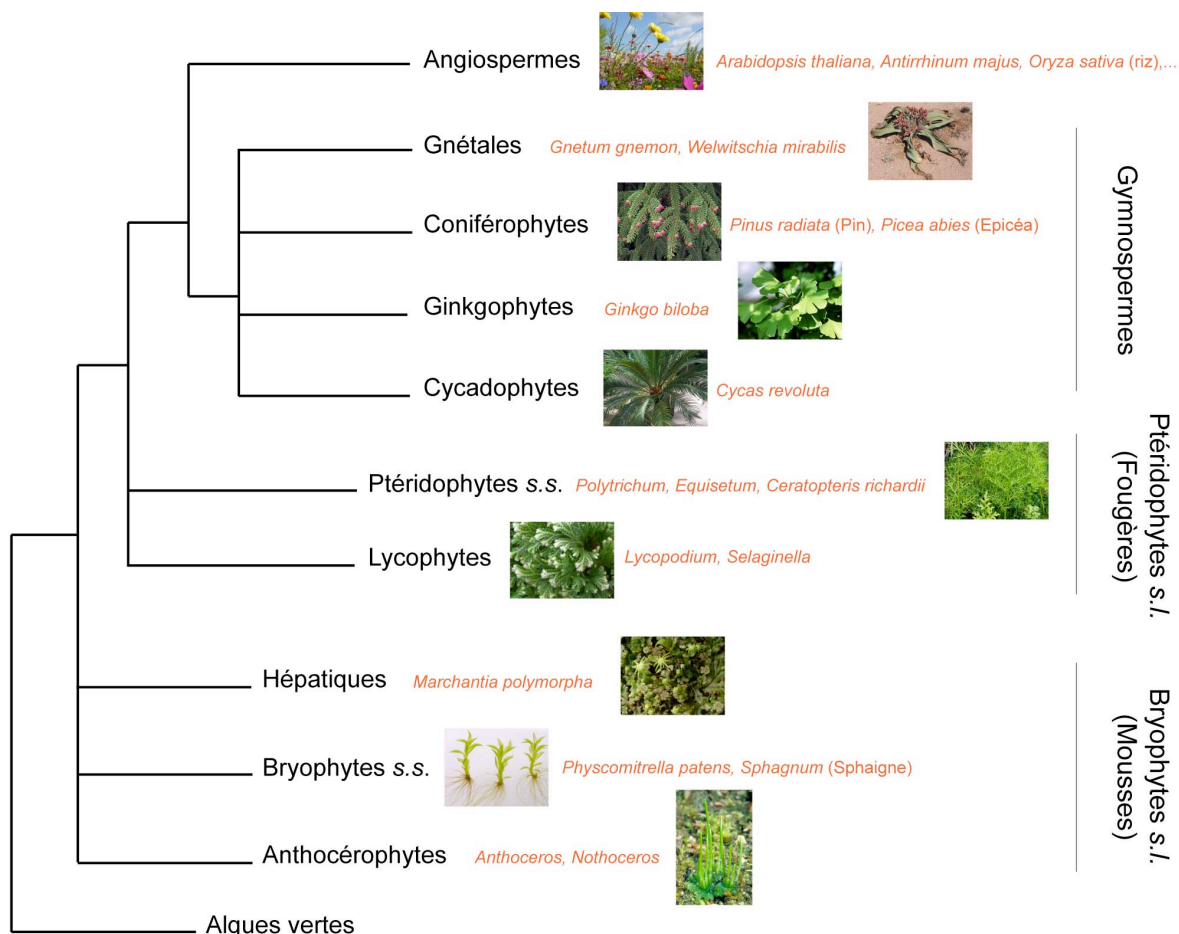 Angiospermes
Arabidopsis thaliana, Antirrhinum majus, Oryza sativa (riz),...
Gnétales
Gnetum gnemon, Welwitschia mirabilis
Coniférophytes
Pinus radiata (Pin), Picea abies (Epicéa)
Ginkgophytes
Ginkgo biloba
Cycadophytes
Cycas revoluta
Gymnospermes
Ptéridophytes s.s.
Polytrichum, Equisetum, Ceratopteris richardii
Lycophytes
Lycopodium, Selaginella
Ptéridophytes s.l.
(Fougères)
Hépatiques
Marchantia polymorpha
Bryophytes s.s.
Physcomitrella patens, Sphagnum (Sphaigne)
Anthocérophytes
Anthoceros, Nothoceros
Bryophytes s.l.
(Mousses)
Algues vertes